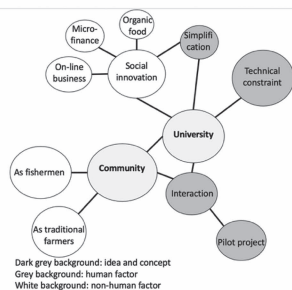 Organic
food
Micro-
finance
Simplifi
cation
On-line
business
Social
innovation
Technical
constraint
University
Community
As fishermen
Interaction
As traditional
farmers
Pilot project
Dark grey background: idea and concept
Grey background: human factor
White background: non-human factor